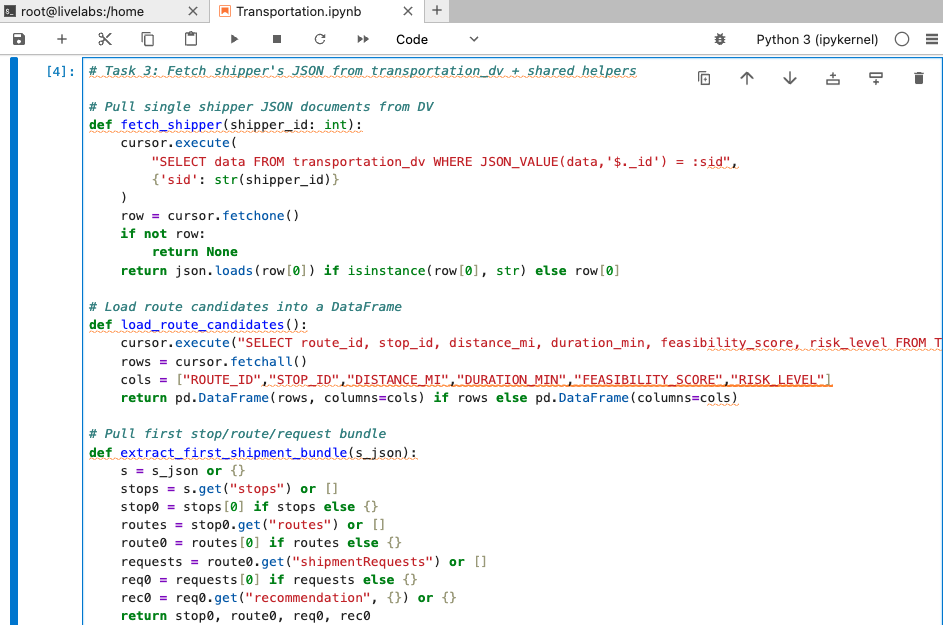 root@livelabs:/home
Transportation.ipynb
Code
Python 3 (ipykernel)
[4]:
# Task 3: Fetch shipper's JSON from transportation_dv + shared helpers
# Pull single shipper JSON documents from DV
def fetch_shipper(shipper_id: int):
    cursor.execute(
        "SELECT data FROM transportation_dv WHERE JSON_VALUE(data,'$._id') = :sid",
        {'sid': str(shipper_id)}
    )
    row = cursor.fetchone()
    if not row:
        return None
    return json.loads(row[0]) if isinstance(row[0], str) else row[0]
# Load route candidates into a DataFrame
def load_route_candidates():
    cursor.execute("SELECT route_id, stop_id, distance_mi, duration_min, feasibility_score, risk_level FROM T
    rows = cursor.fetchall()
    cols = ["ROUTE_ID","STOP_ID","DISTANCE_MI","DURATION_MIN","FEASIBILITY_SCORE","RISK_LEVEL"]
    return pd.DataFrame(rows, columns=cols) if rows else pd.DataFrame(columns=cols)
# Pull first stop/route/request bundle
def extract_first_shipment_bundle(s_json):
    s = s_json or {}
    stops = s.get("stops") or []
    stop0 = stops[0] if stops else {}
    routes = stop0.get("routes") or []
    route0 = routes[0] if routes else {}
    requests = route0.get("shipmentRequests") or []
    req0 = requests[0] if requests else {}
    rec0 = req0.get("recommendation", {}) or {}
    return stop0, route0, req0, rec0